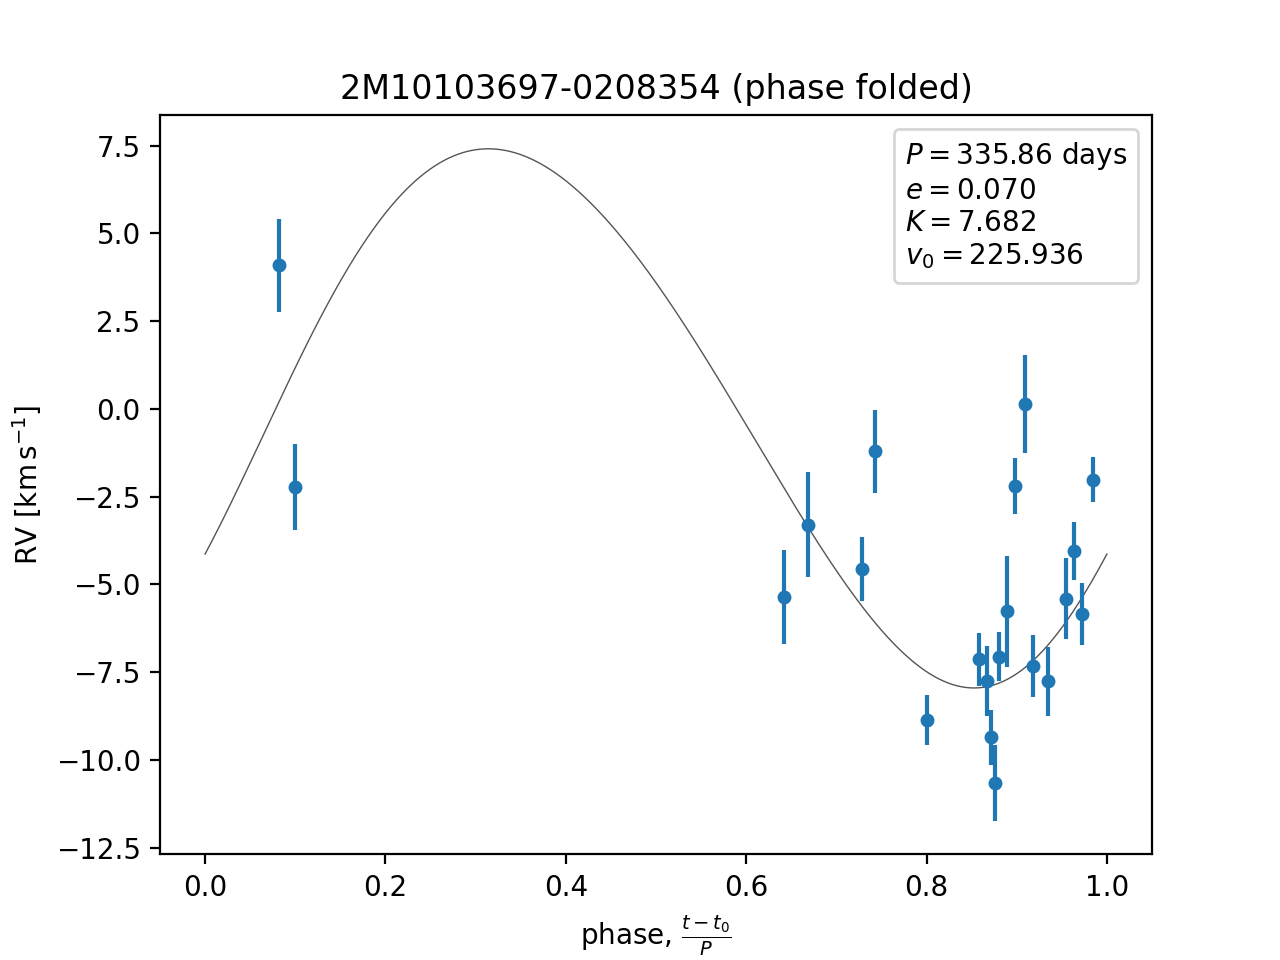 2M10103697-0208354 (phase folded)
P = 335.86 days
e = 0.070
K = 7.682
v₀ = 225.936
7.5
5.0
2.5
0.0
−2.5
−5.0
−7.5
−10.0
−12.5
RV [km s⁻¹]
0.0 0.2 0.4 0.6 0.8 1.0
phase, (t − t₀)/P